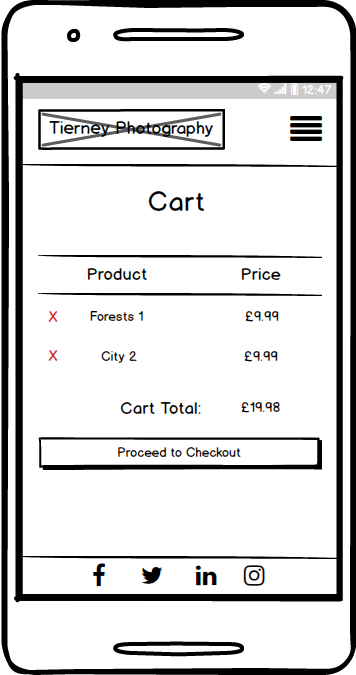 12:47
Tierney Photography
Cart
Product Price
X Forests 1 £9.99
X City 2 £9.99
Cart Total: £19.98
Proceed to Checkout